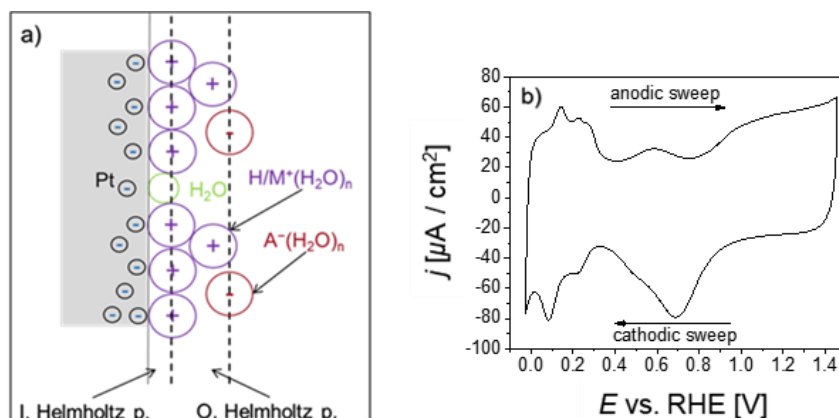 a)
Pt
H₂O
H/M⁺(H₂O)ₙ
A⁻(H₂O)ₙ
I. Helmholtz p.
O. Helmholtz p.
b)
anodic sweep
cathodic sweep
j [µA / cm²]
80
60
40
20
0
-20
-40
-60
-80
-100
0.0 0.2 0.4 0.6 0.8 1.0 1.2 1.4
E vs. RHE [V]